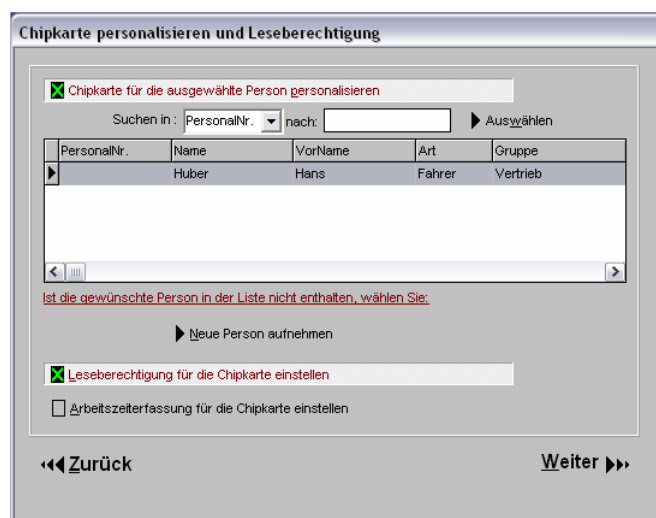 Chipkarte personalisieren und Leseberechtigung
Chipkarte für die ausgewählte Person personalisieren
Suchen in : PersonalNr. nach: Auswählen
PersonalNr. Name VorName Art Gruppe
Huber Hans Fahrer Vertrieb
Ist die gewünschte Person in der Liste nicht enthalten, wählen Sie:
Neue Person aufnehmen
Leseberechtigung für die Chipkarte einstellen
Arbeitszeiterfassung für die Chipkarte einstellen
Zurück Weiter